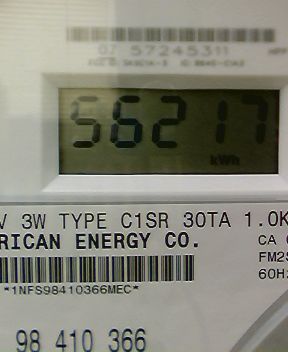 07 57245311
56217
kWh
V 3W TYPE C1SR 30TA 1.0K
RICAN ENERGY CO.
CA
FM2S
60H
*1NFS98410366MEC*
98 410 366